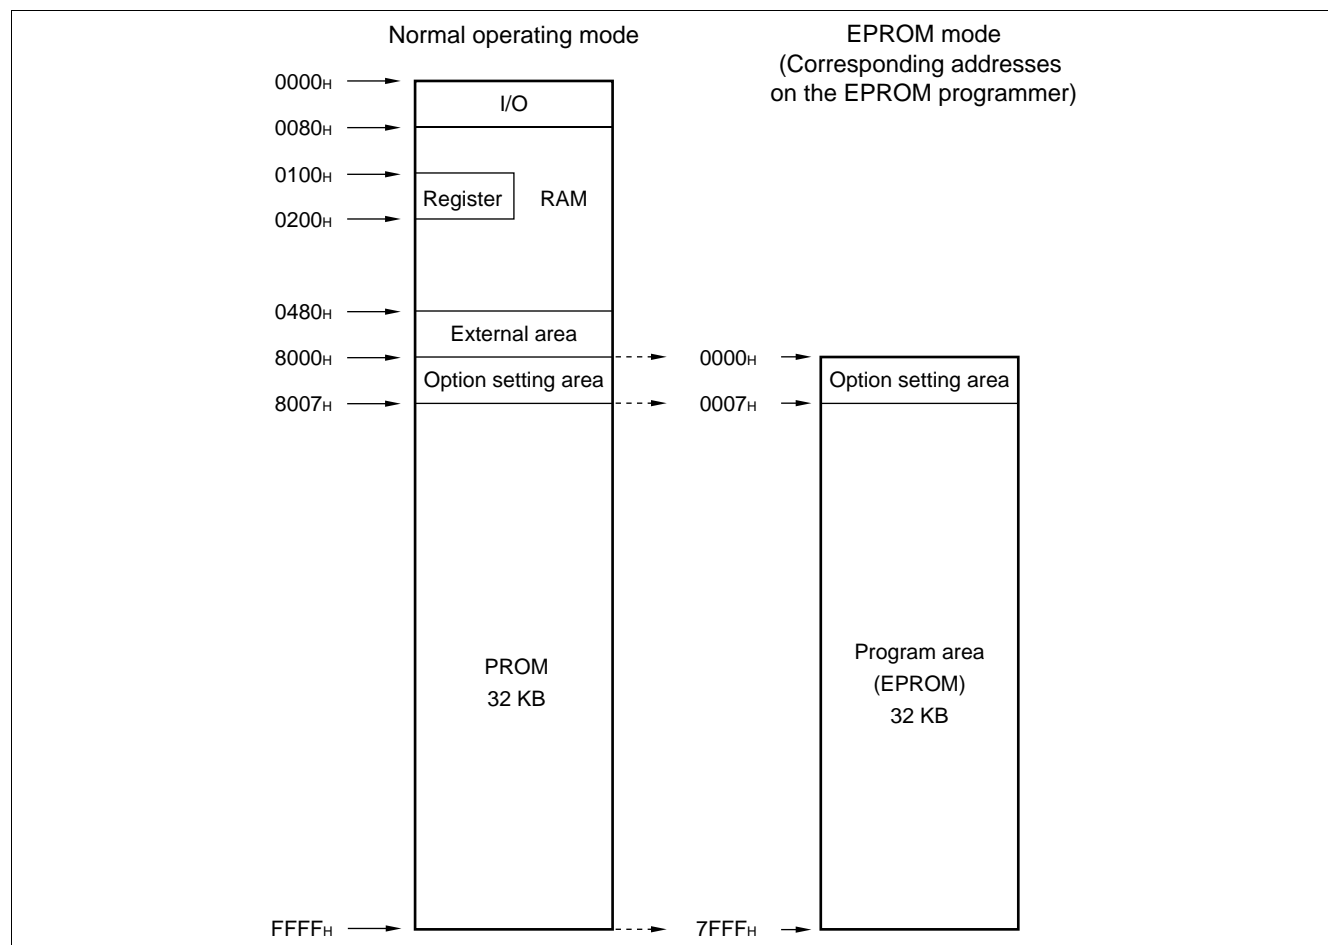 Normal operating mode
EPROM mode
(Corresponding addresses
on the EPROM programmer)
0000H
I/O
0080H
0100H
Register
RAM
0200H
0480H
External area
8000H
0000H
Option setting area
Option setting area
8007H
0007H
PROM
32 KB
Program area
(EPROM)
32 KB
FFFFH
7FFFH